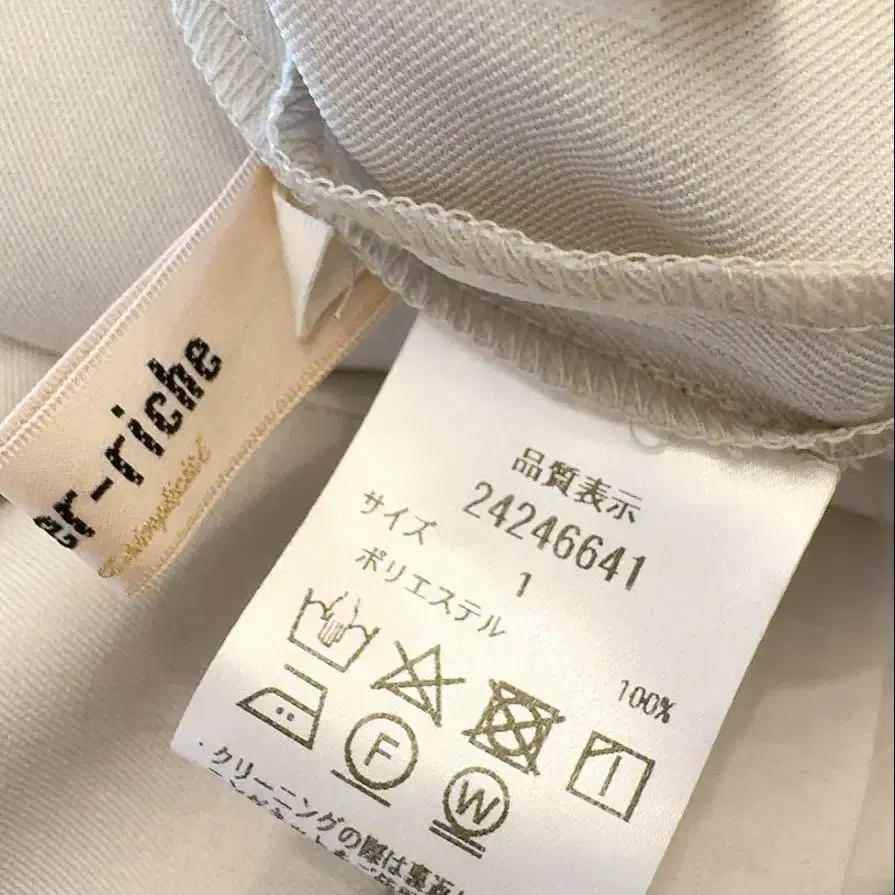 er-riche
品質表示
24246641
サイズ 1
ポリエステル 100%
F
W
・クリーニングの際は裏返